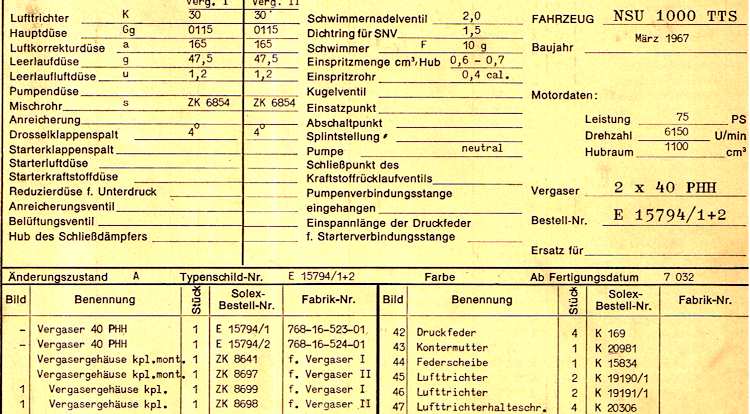 Verg. I Verg. II
Luftrichter K 30 30
Hauptdüse Gg 0115 0115
Luftkorrekturdüse a 165 165
Leerlaufdüse g 47,5 47,5
Leerlaufluftdüse u 1,2 1,2
Pumpendüse
Mischrohr s ZK 6854 ZK 6854
Anreicherung
Drosselklappenspalt 4° 4°
Starterklappenspalt
Starterluftdüse
Starterkraftstoffdüse
Reduzierdüse f. Unterdruck
Anreicherungsventil
Belüftungsventil
Hub des Schließdämpfers
Schwimmernadelventil 2,0
Dichtring für SNV 1,5
Schwimmer F 10 g
Einspritzmenge cm³/Hub 0,6 - 0,7
Einspritzrohr 0,4 cal.
Kugelventil
Einsatzpunkt
Abschaltpunkt
Splintstellung
Pumpe neutral
Schließpunkt des
Kraftstoffrücklaufventils
Pumpenverbindungsstange
eingehangen
Einspannlänge der Druckfeder
f. Starterverbindungsstange
FAHRZEUG NSU 1000 TTS
Baujahr März 1967
Motordaten:
Leistung 75 PS
Drehzahl 6150 U/min
Hubraum 1100 cm³
Vergaser 2 x 40 PHH
Bestell-Nr. E 15794/1+2
Ersatz für
Änderungszustand A Typenschild-Nr. E 15794/1+2 Farbe Ab Fertigungsdatum 7 032
Bild Benennung Stück Solex-Bestell-Nr. Fabrik-Nr.
- Vergaser 40 PHH 1 E 15794/1 768-16-523-01
- Vergaser 40 PHH 1 E 15794/2 768-16-524-01
Vergasergehäuse kpl.mont. 1 ZK 8641 f. Vergaser I
Vergasergehäuse kpl.mont. 1 ZK 8697 f. Vergaser II
1 Vergasergehäuse kpl. 1 ZK 8699 f. Vergaser I
1 Vergasergehäuse kpl. 1 ZK 8698 f. Vergaser II
Bild Benennung Stück Solex-Bestell-Nr. Fabrik-Nr.
42 Druckfeder 4 K 169
43 Kontermutter 1 K 20981
44 Federscheibe 1 K 15834
45 Lufttrichter 2 K 19190/1
46 Lufttrichter 2 K 19191/1
47 Lufttrichterhalteschr. 4 K 20306